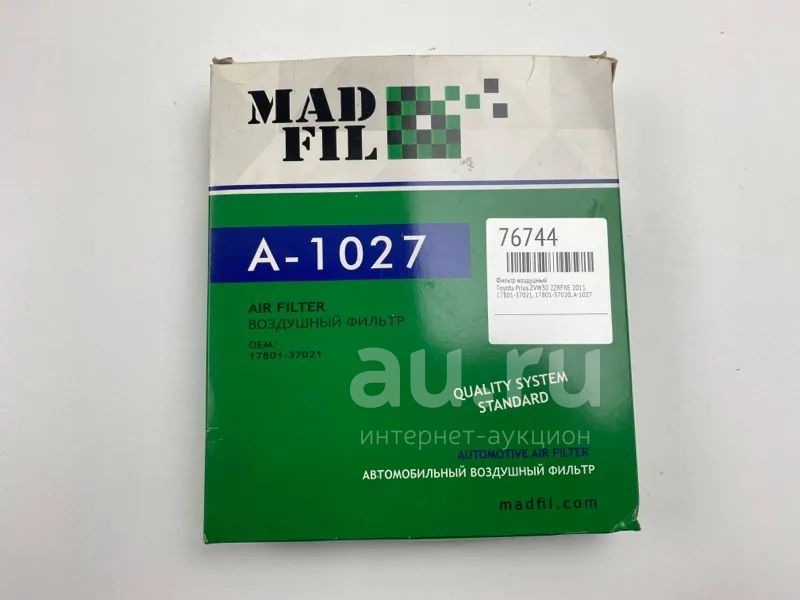 MAD
FIL
A-1027
76744
Фильтр воздушный
Toyota Prius ZVW30 2ZRFXE 2011
17801-37021, 17801-37020, A-1027
AIR FILTER
ВОЗДУШНЫЙ ФИЛЬТР
OEM:
17801-37021
au.ru
интернет-аукцион
QUALITY SYSTEM
STANDARD
AUTOMOTIVE AIR FILTER
АВТОМОБИЛЬНЫЙ ВОЗДУШНЫЙ ФИЛЬТР
madfil.com